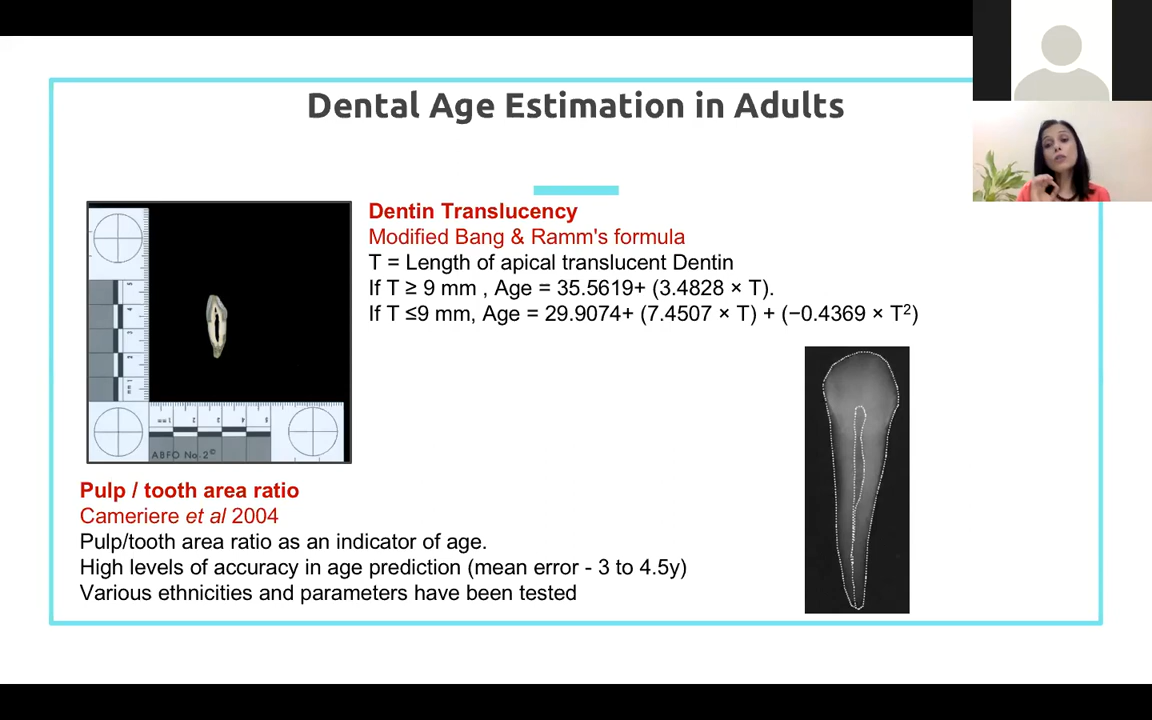 Dental Age Estimation in Adults
Dentin Translucency
Modified Bang & Ramm's formula
T = Length of apical translucent Dentin
If T ≥ 9 mm , Age = 35.5619+ (3.4828 × T).
If T ≤9 mm, Age = 29.9074+ (7.4507 × T) + (−0.4369 × T²)
ABFO No. 2©
Pulp / tooth area ratio
Cameriere et al 2004
Pulp/tooth area ratio as an indicator of age.
High levels of accuracy in age prediction (mean error - 3 to 4.5y)
Various ethnicities and parameters have been tested